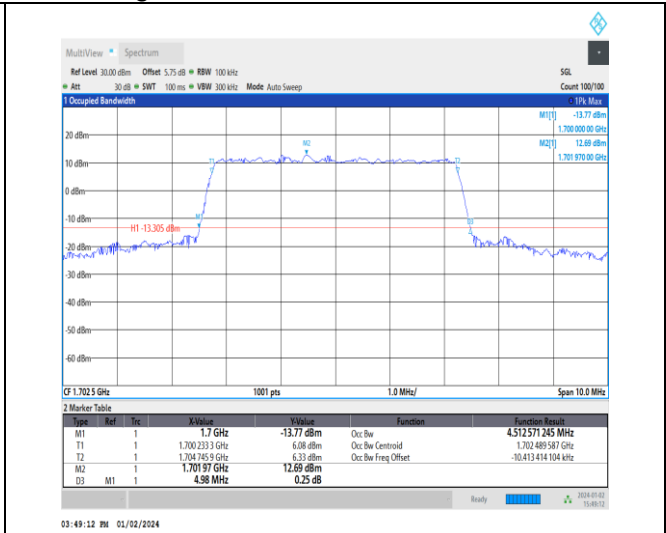 MultiView Spectrum
Ref Level 30.00 dBm Offset 5.75 dB RBW 100 kHz SGL
Att 30 dB SWT 100 ms VBW 300 kHz Mode Auto Sweep Count 100/100
1 Occupied Bandwidth 1Pk Max
M1[1] -13.77 dBm
1.700 000 00 GHz
M2[1] 12.69 dBm
1.701 970 00 GHz
20 dBm
M2
10 dBm
T1
T2
0 dBm
-10 dBm
M1
H1 -13.305 dBm
D3
-20 dBm
-30 dBm
-40 dBm
-50 dBm
-60 dBm
CF 1.702 5 GHz 1001 pts 1.0 MHz/ Span 10.0 MHz
2 Marker Table
Type Ref Trc X-Value Y-Value Function Function Result
M1 1 1.7 GHz -13.77 dBm Occ Bw 4.512 571 245 MHz
T1 1 1.700 233 3 GHz 6.08 dBm Occ Bw Centroid 1.702 489 587 GHz
T2 1 1.704 745 9 GHz 6.33 dBm Occ Bw Freq Offset -10.413 414 104 kHz
M2 1 1.701 97 GHz 12.69 dBm
D3 M1 1 4.98 MHz 0.25 dB
Ready 2024-01-02
15:49:12
03:49:12 PM 01/02/2024